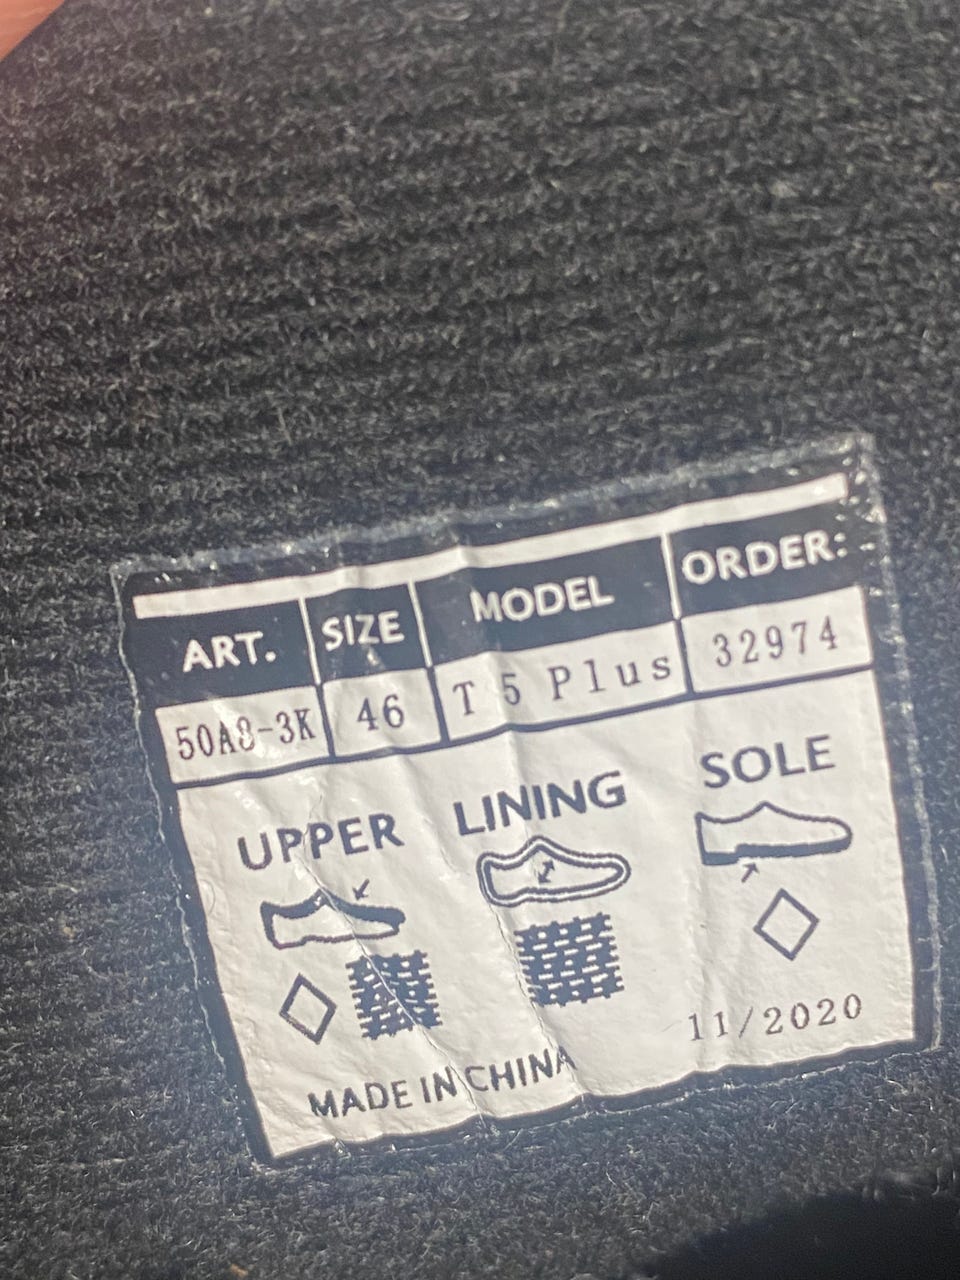 ART. SIZE MODEL ORDER:
50A8-3K 46 T 5 Plus 32974
UPPER LINING SOLE
11/2020
MADE IN CHINA